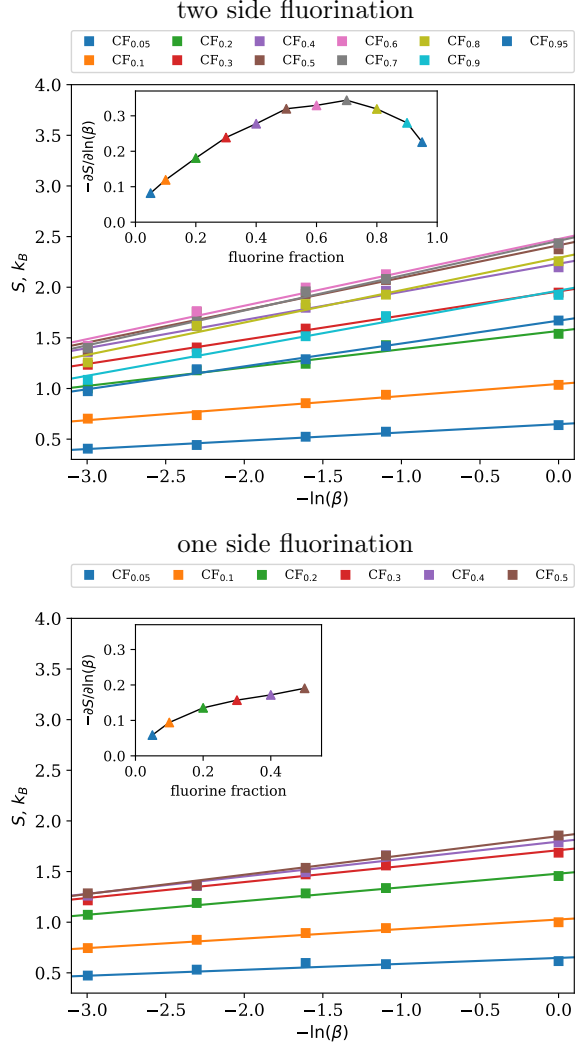 two side fluorination
CF0.05 CF0.2 CF0.4 CF0.6 CF0.8 CF0.95
CF0.1 CF0.3 CF0.5 CF0.7 CF0.9
4.0
3.5
3.0
2.5
2.0
1.5
1.0
0.5
S, kB
−∂S/∂ln(β)
0.3
0.2
0.1
0.0
0.0 0.2 0.4 0.6 0.8 1.0
fluorine fraction
−3.0 −2.5 −2.0 −1.5 −1.0 −0.5 0.0
−ln(β)
one side fluorination
CF0.05 CF0.1 CF0.2 CF0.3 CF0.4 CF0.5
4.0
3.5
3.0
2.5
2.0
1.5
1.0
0.5
S, kB
−∂S/∂ln(β)
0.3
0.2
0.1
0.0
0.0 0.2 0.4
fluorine fraction
−3.0 −2.5 −2.0 −1.5 −1.0 −0.5 0.0
−ln(β)